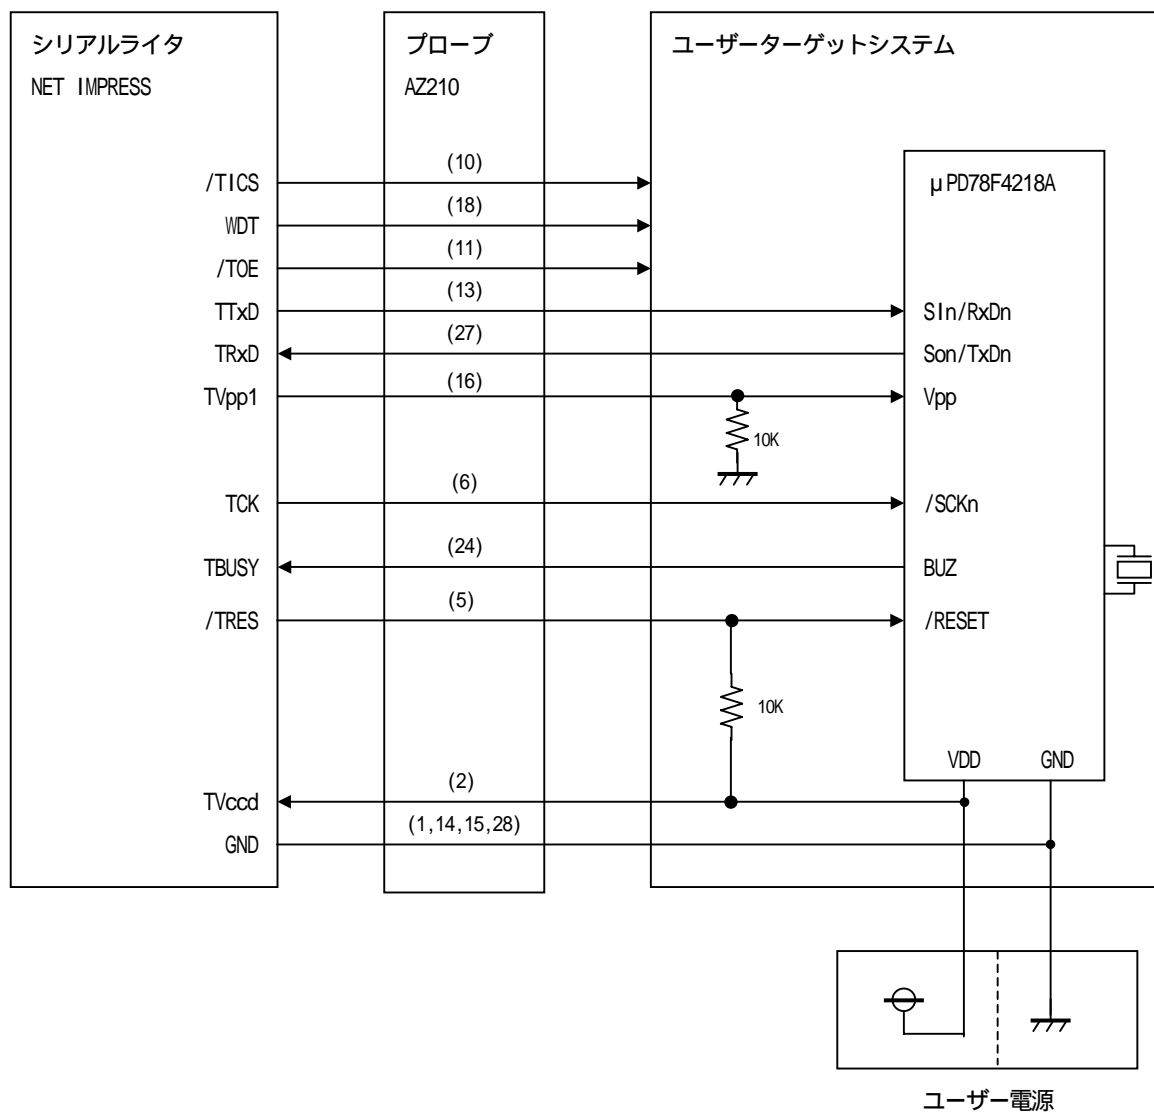 シリアルライタ
NET IMPRESS
プローブ
AZ210
ユーザーターゲットシステム
μPD78F4218A
/TICS
(10)
WDT
(18)
/TOE
(11)
TTxD
(13)
SIn/RxDn
TRxD
(27)
Son/TxDn
TVpp1
(16)
Vpp
10K
TCK
(6)
/SCKn
TBUSY
(24)
BUZ
/TRES
(5)
/RESET
10K
VDD
GND
TVccd
(2)
GND
(1,14,15,28)
ユーザー電源